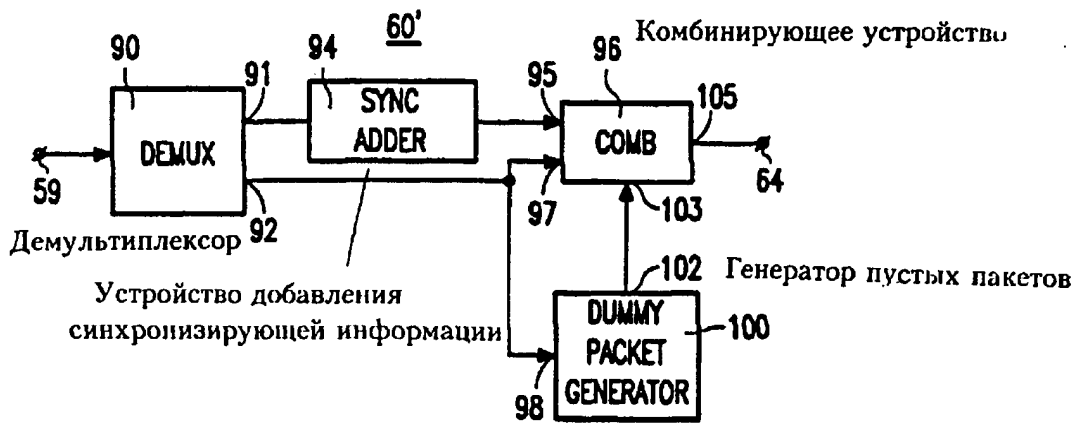 60'
Комбинирующее устройство
90
91
94
SYNC
ADDER
95
96
COMB
105
DEMUX
59
92
97
103
64
Демультиплексор
Устройство добавления
синхронизирующей информации
102
Генератор пустых пакетов
DUMMY
PACKET
GENERATOR
100
98